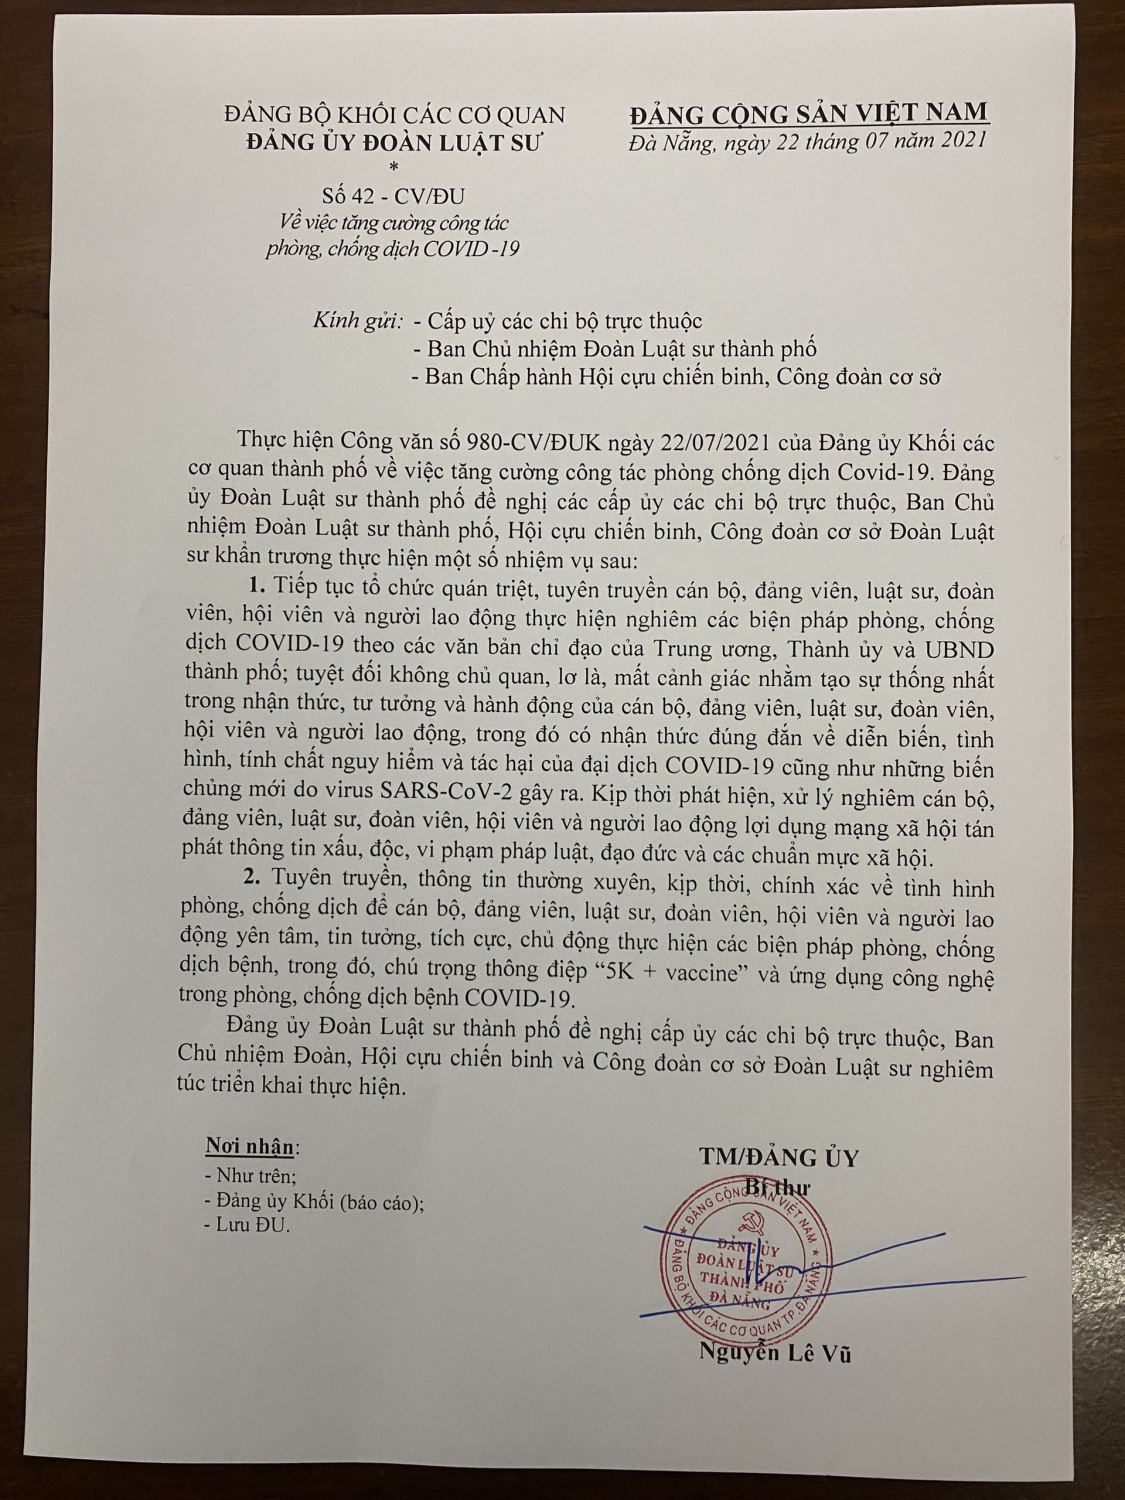 ĐẢNG BỘ KHỐI CÁC CƠ QUAN
ĐẢNG ỦY ĐOÀN LUẬT SƯ
*
Số 42 - CV/ĐU
Về việc tăng cường công tác
phòng, chống dịch COVID -19
ĐẢNG CỘNG SẢN VIỆT NAM
Đà Nẵng, ngày 22 tháng 07 năm 2021
Kính gửi: - Cấp uỷ các chi bộ trực thuộc
- Ban Chủ nhiệm Đoàn Luật sư thành phố
- Ban Chấp hành Hội cựu chiến binh, Công đoàn cơ sở
Thực hiện Công văn số 980-CV/ĐUK ngày 22/07/2021 của Đảng ủy Khối các
cơ quan thành phố về việc tăng cường công tác phòng chống dịch Covid-19. Đảng
ủy Đoàn Luật sư thành phố đề nghị các cấp ủy các chi bộ trực thuộc, Ban Chủ
nhiệm Đoàn Luật sư thành phố, Hội cựu chiến binh, Công đoàn cơ sở Đoàn Luật
sư khẩn trương thực hiện một số nhiệm vụ sau:
1. Tiếp tục tổ chức quán triệt, tuyên truyền cán bộ, đảng viên, luật sư, đoàn
viên, hội viên và người lao động thực hiện nghiêm các biện pháp phòng, chống
dịch COVID-19 theo các văn bản chỉ đạo của Trung ương, Thành ủy và UBND
thành phố; tuyệt đối không chủ quan, lơ là, mất cảnh giác nhằm tạo sự thống nhất
trong nhận thức, tư tưởng và hành động của cán bộ, đảng viên, luật sư, đoàn viên,
hội viên và người lao động, trong đó có nhận thức đúng đắn về diễn biến, tình
hình, tính chất nguy hiểm và tác hại của đại dịch COVID-19 cũng như những biến
chủng mới do virus SARS-CoV-2 gây ra. Kịp thời phát hiện, xử lý nghiêm cán bộ,
đảng viên, luật sư, đoàn viên, hội viên và người lao động lợi dụng mạng xã hội tán
phát thông tin xấu, độc, vi phạm pháp luật, đạo đức và các chuẩn mực xã hội.
2. Tuyên truyền, thông tin thường xuyên, kịp thời, chính xác về tình hình
phòng, chống dịch để cán bộ, đảng viên, luật sư, đoàn viên, hội viên và người lao
động yên tâm, tin tưởng, tích cực, chủ động thực hiện các biện pháp phòng, chống
dịch bệnh, trong đó, chú trọng thông điệp “5K + vaccine” và ứng dụng công nghệ
trong phòng, chống dịch bệnh COVID-19.
Đảng ủy Đoàn Luật sư thành phố đề nghị cấp ủy các chi bộ trực thuộc, Ban
Chủ nhiệm Đoàn, Hội cựu chiến binh và Công đoàn cơ sở Đoàn Luật sư nghiêm
túc triển khai thực hiện.
Nơi nhận:
- Như trên;
- Đảng ủy Khối (báo cáo);
- Lưu ĐU.
TM/ĐẢNG ỦY
Bí thư
ĐẢNG CỘNG SẢN VIỆT NAM
ĐẢNG ỦY
ĐOÀN LUẬT SƯ
THÀNH PHỐ
ĐÀ NẴNG
ĐẢNG BỘ KHỐI CÁC CƠ QUAN TP.ĐÀ NẴNG
Nguyễn Lê Vũ